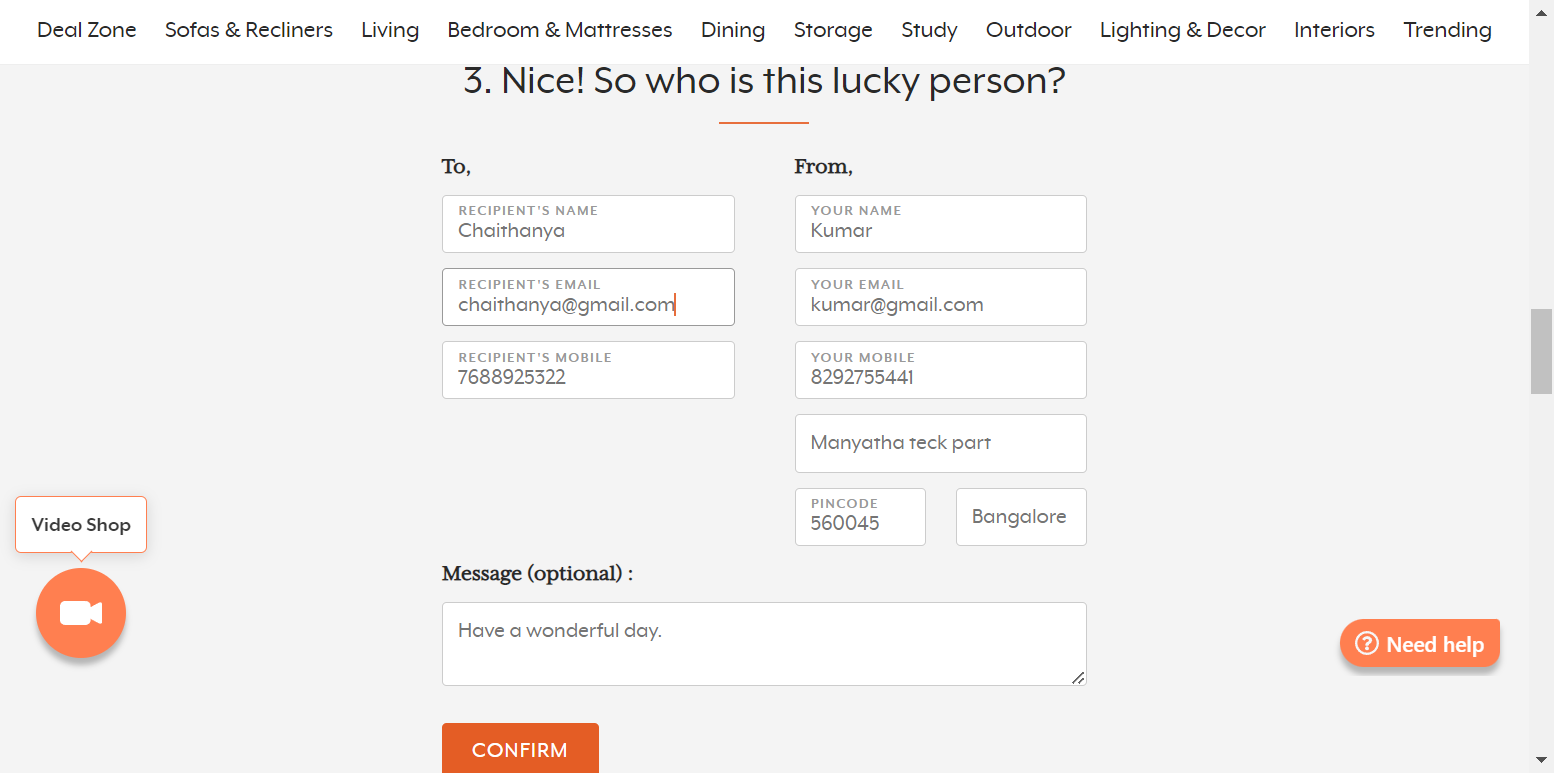 Deal Zone Sofas & Recliners Living Bedroom & Mattresses Dining Storage Study Outdoor Lighting & Decor Interiors Trending
3. Nice! So who is this lucky person?
To,
From,
RECIPIENT'S NAME
Chaithanya
YOUR NAME
Kumar
RECIPIENT'S EMAIL
chaithanya@gmail.com
YOUR EMAIL
kumar@gmail.com
RECIPIENT'S MOBILE
7688925322
YOUR MOBILE
8292755441
Manyatha teck part
PINCODE
560045
Bangalore
Video Shop
Message (optional) :
Have a wonderful day.
Need help
CONFIRM